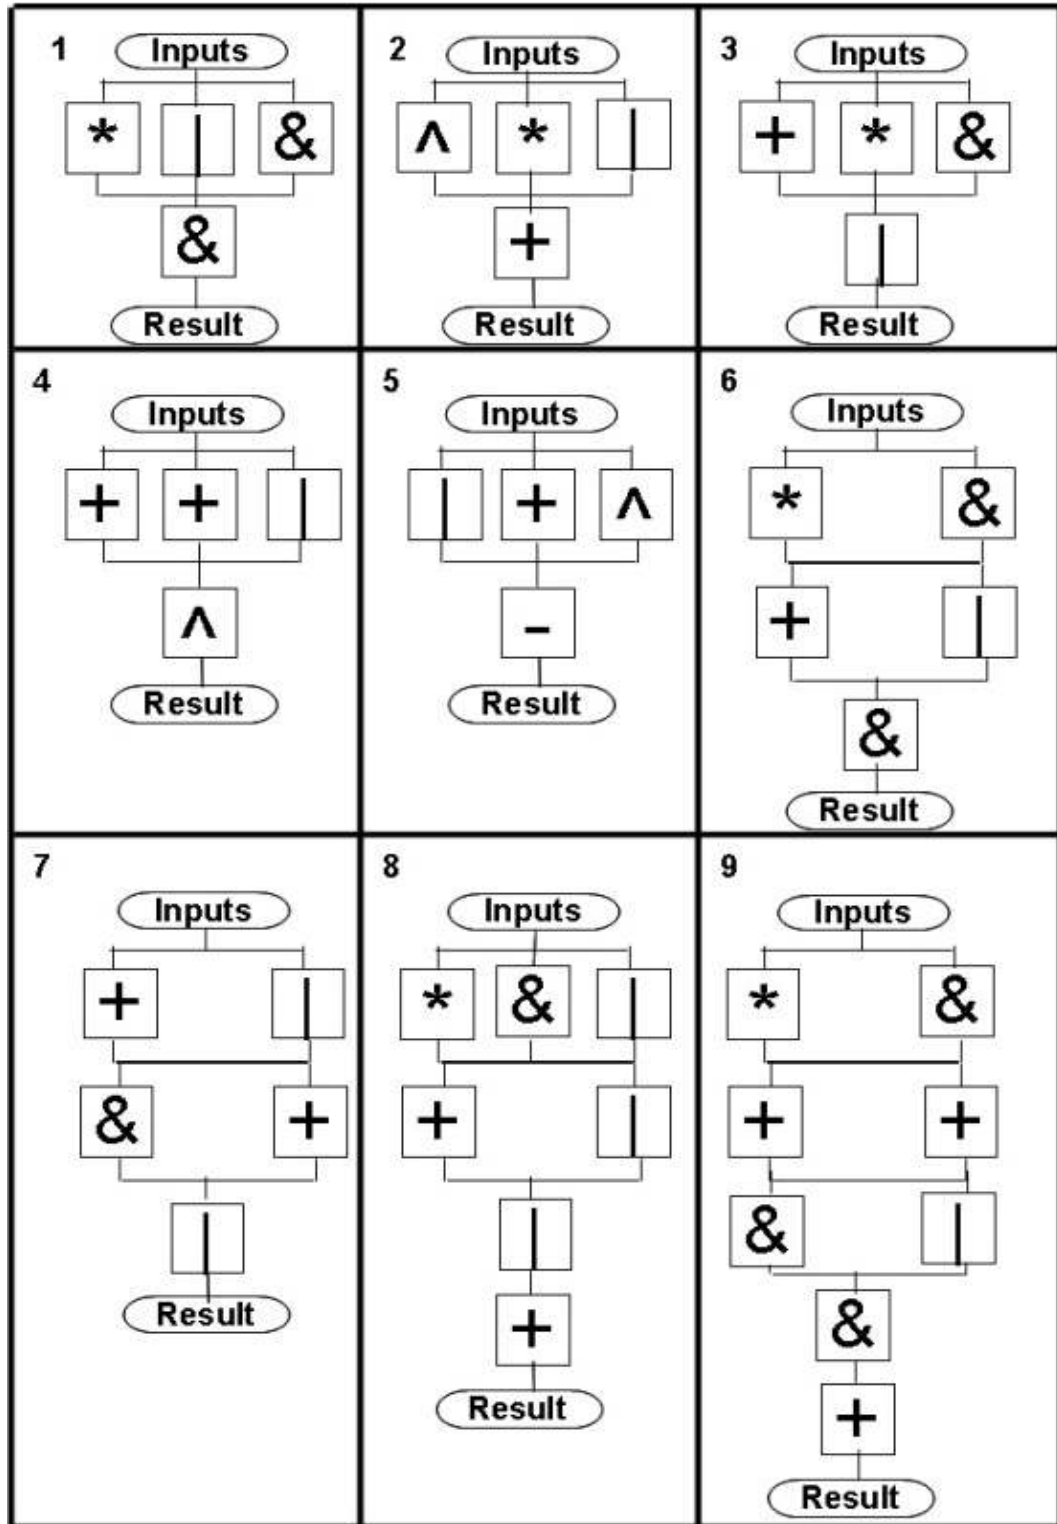 1
Inputs
* | &
&
Result
2
Inputs
^ * |
+
Result
3
Inputs
+ * &
|
Result
4
Inputs
+ + |
^
Result
5
Inputs
| + ^
-
Result
6
Inputs
* &
+ |
&
Result
7
Inputs
+ |
& +
|
Result
8
Inputs
* & |
+ |
|
+
Result
9
Inputs
* &
+ +
& |
&
+
Result